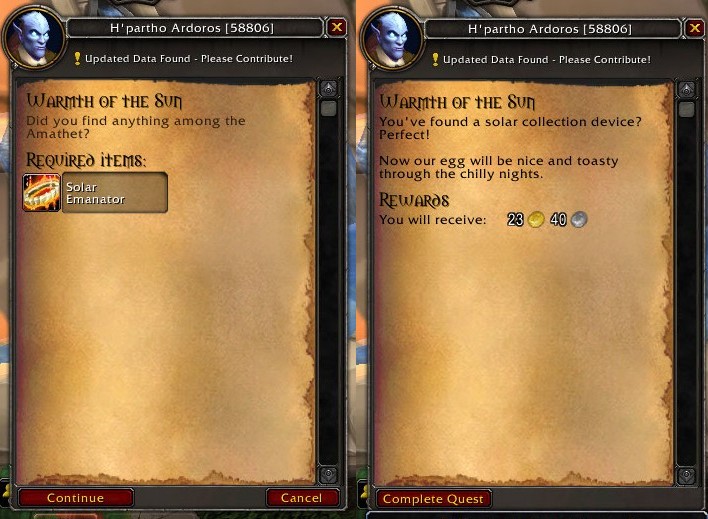 H'partho Ardoros [58806]
Updated Data Found - Please Contribute!
Warmth of the Sun
Did you find anything among the
Amathet?
Required items:
Solar
Emanator
Continue
Cancel
H'partho Ardoros [58806]
Updated Data Found - Please Contribute!
Warmth of the Sun
You've found a solar collection device?
Perfect!
Now our egg will be nice and toasty
through the chilly nights.
Rewards
You will receive: 23 40
Complete Quest